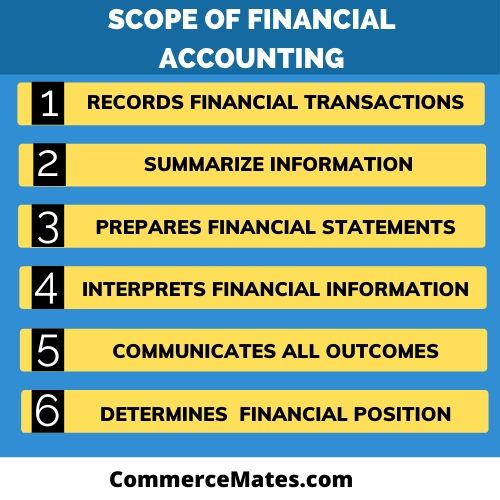 SCOPE OF FINANCIAL
ACCOUNTING
1 RECORDS FINANCIAL TRANSACTIONS
2 SUMMARIZE INFORMATION
3 PREPARES FINANCIAL STATEMENTS
4 INTERPRETS FINANCIAL INFORMATION
5 COMMUNICATES ALL OUTCOMES
6 DETERMINES FINANCIAL POSITION
CommerceMates.com